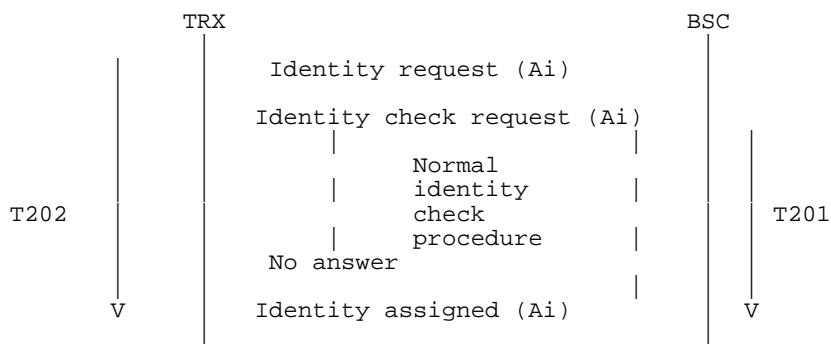 TRX BSC
Identity request (Ai)
Identity check request (Ai)
Normal
identity
T202 check T201
procedure
No answer
V Identity assigned (Ai) V